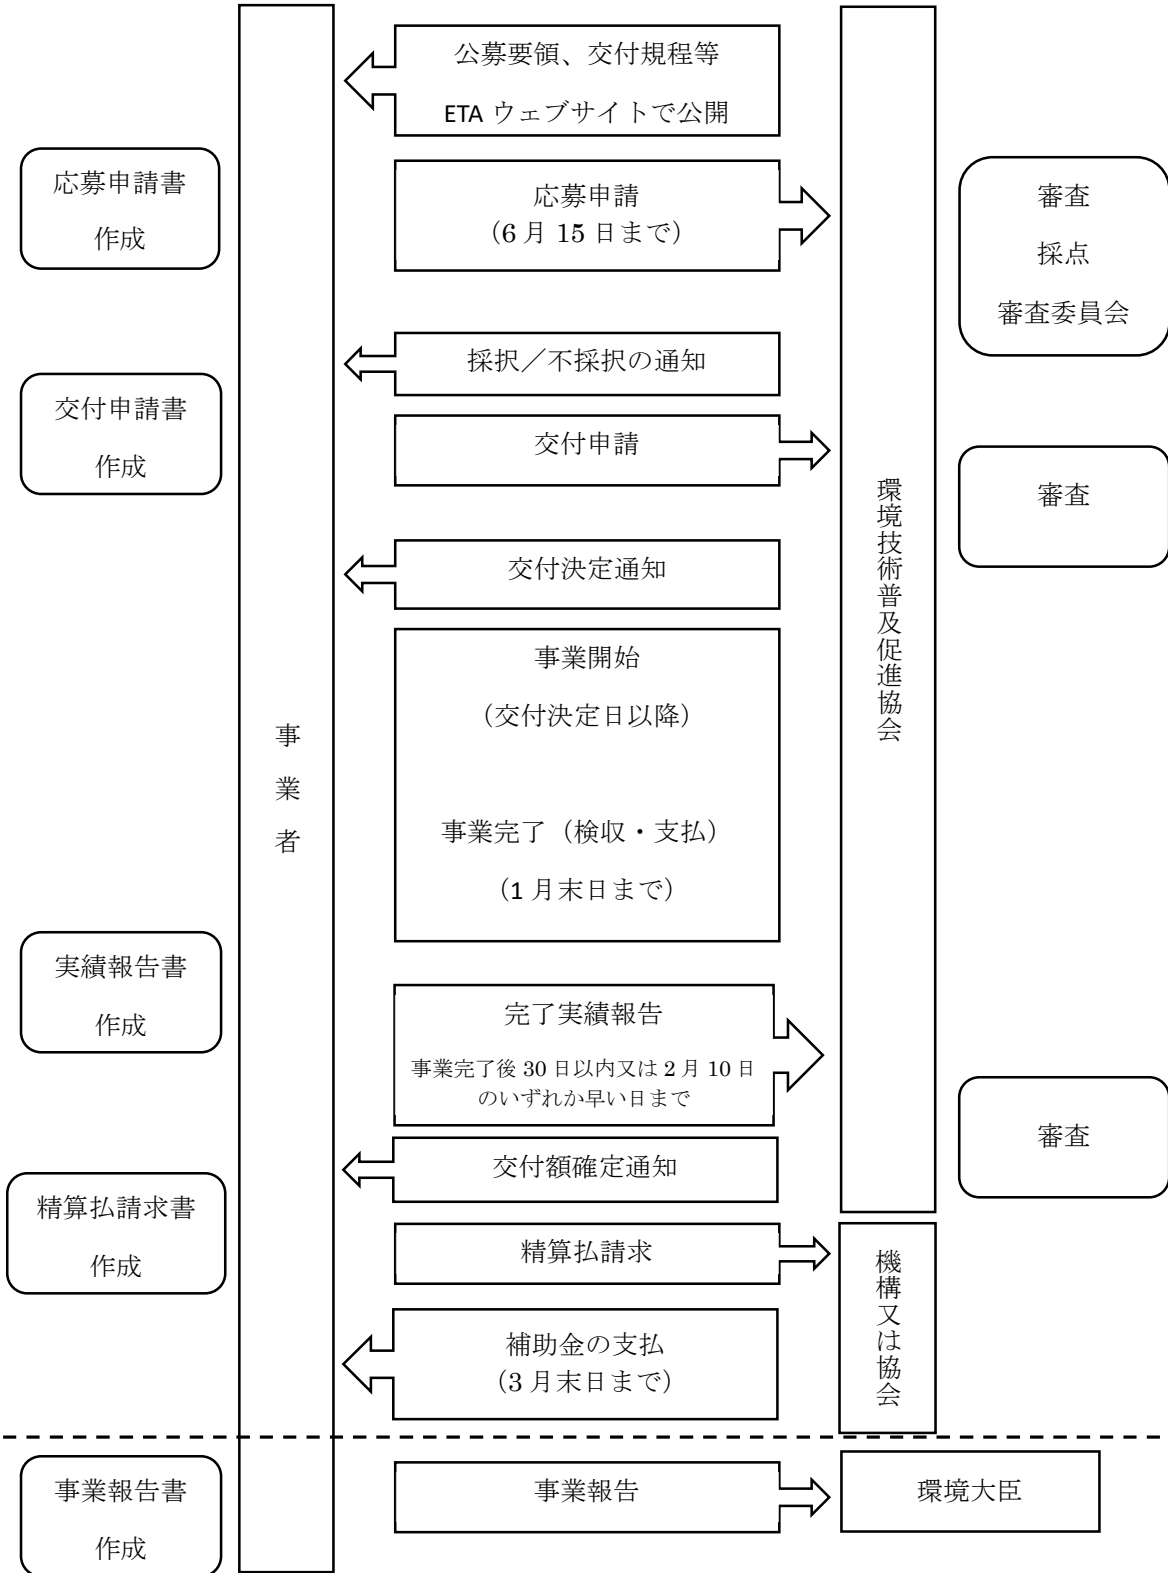 公募要領、交付規程等
ETA ウェブサイトで公開
応募申請書
作成
応募申請
（6 月 15 日まで）
審査
採点
審査委員会
採択／不採択の通知
交付申請書
作成
交付申請
審査
交付決定通知
事業開始
（交付決定日以降）
事業完了（検収・支払）
（1 月末日まで）
事業者
環境技術普及促進協会
実績報告書
作成
完了実績報告
事業完了後 30 日以内又は 2 月 10 日
のいずれか早い日まで
審査
交付額確定通知
精算払請求書
作成
精算払請求
機構又は協会
補助金の支払
（3 月末日まで）
事業報告書
作成
事業報告
環境大臣